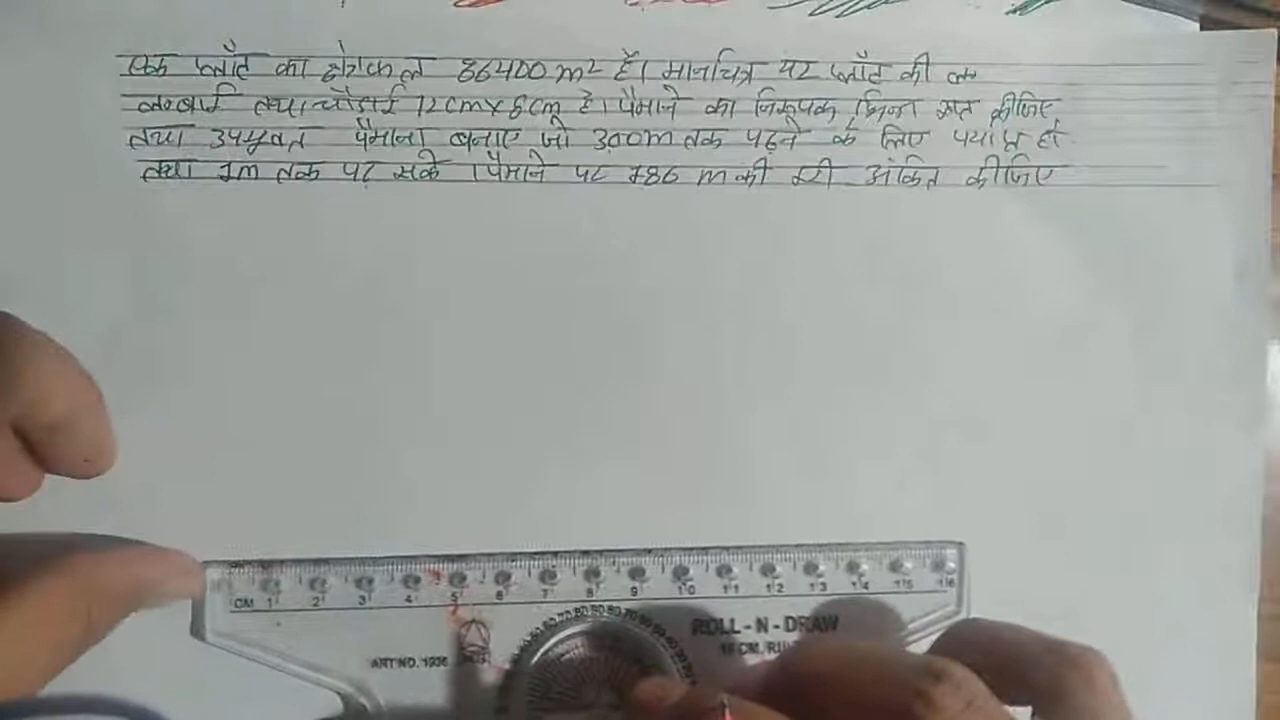 एक प्लॉट का क्षेत्रफल 86400 m² है। मानचित्र पर प्लॉट की ल
लम्बाई तथा चौडाई 12cm x 8cm है। पैमाने का निरूपक भिन्न ज्ञात कीजिए
तथा उपयुक्त पैमाना बनाए जो 300m तक पढ़ने के लिए पर्याप्त हो
तथा 1m तक पढ़ सके । पैमाने पर 186 m की दूरी अंकित कीजिए
CM 1 2 3 4 5 6 7 8 9 10 11 12 13 14 15 16
ROLL-N-DRAW
ART NO. 1036